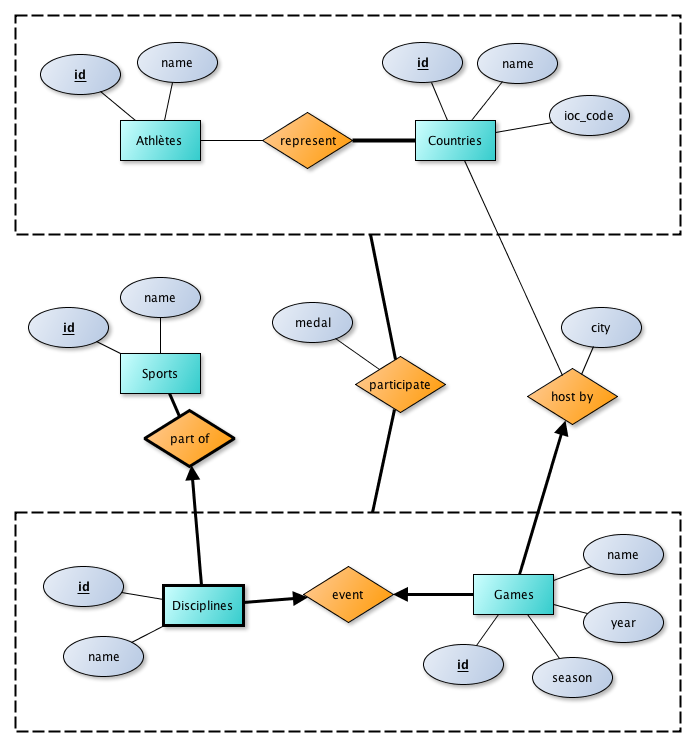 id
name
id
name
ioc_code
Athlètes
represent
Countries
id
name
medal
city
Sports
participate
host by
part of
id
name
Disciplines
event
Games
name
year
id
season